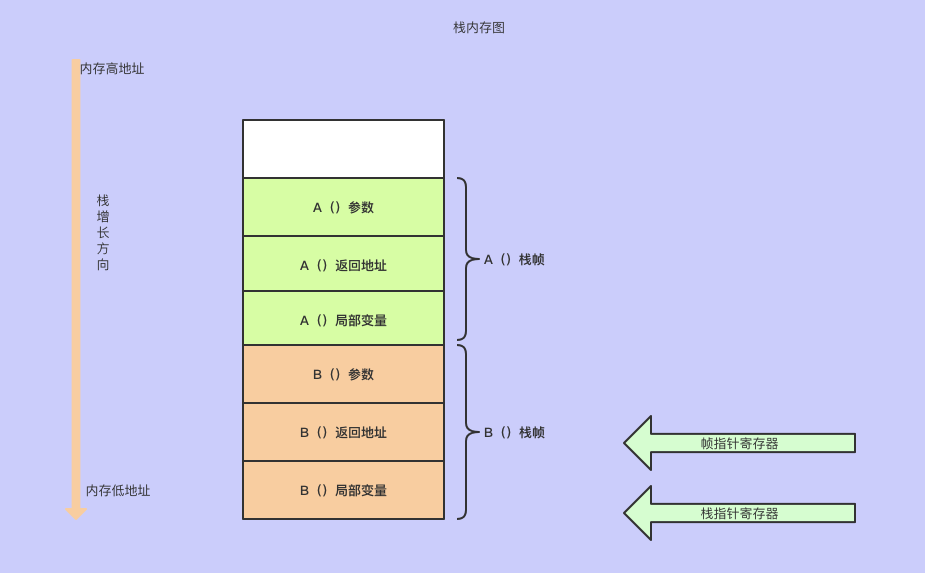 栈内存图
内存高地址
栈增长方向
A（）参数
A（）返回地址
A（）栈帧
A（）局部变量
B（）参数
B（）返回地址
B（）栈帧
帧指针寄存器
内存低地址
B（）局部变量
栈指针寄存器